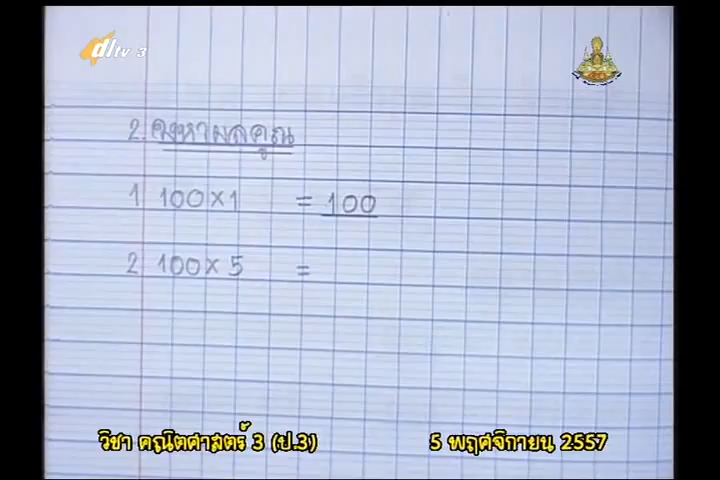 dltv 3
2. จงหาผลคูณ
1 100×1 = 100
2 100×5 =
วิชา คณิตศาสตร์ 3 (ป.3) 5 พฤศจิกายน 2557